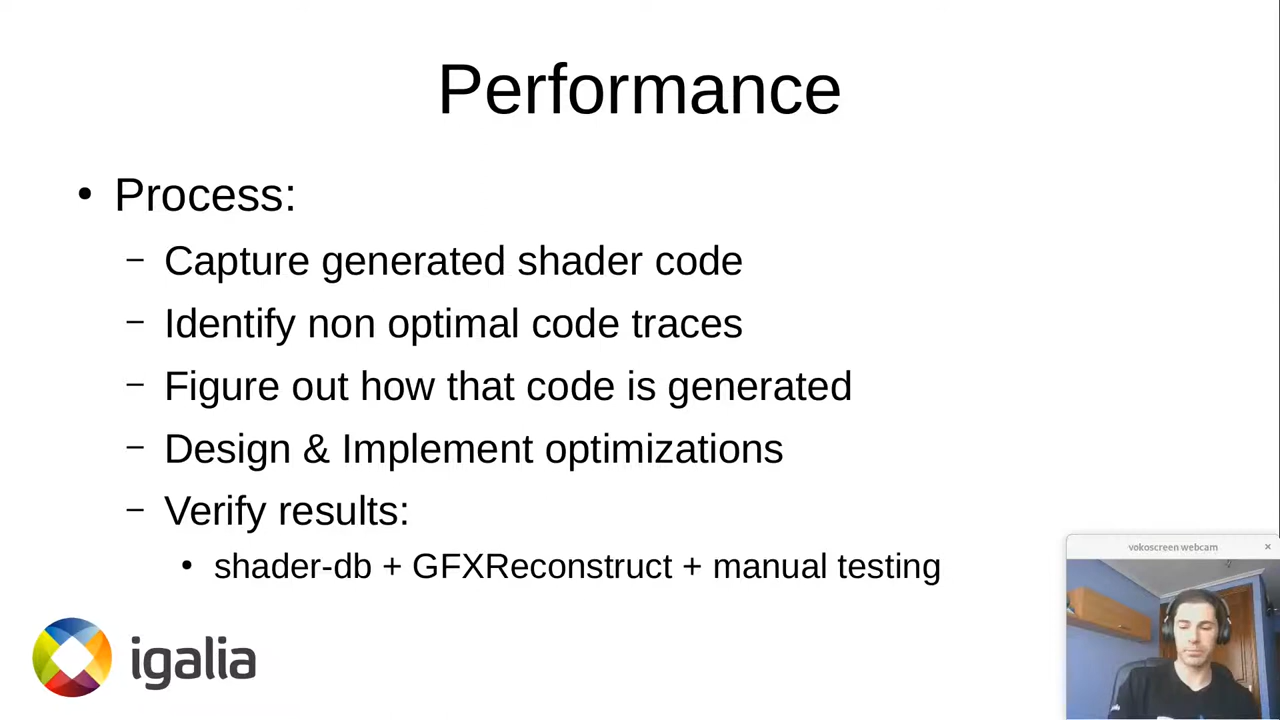 Performance
• Process:
– Capture generated shader code
– Identify non optimal code traces
– Figure out how that code is generated
– Design & Implement optimizations
– Verify results:
• shader-db + GFXReconstruct + manual testing
vokoscreen webcam ×
igalia